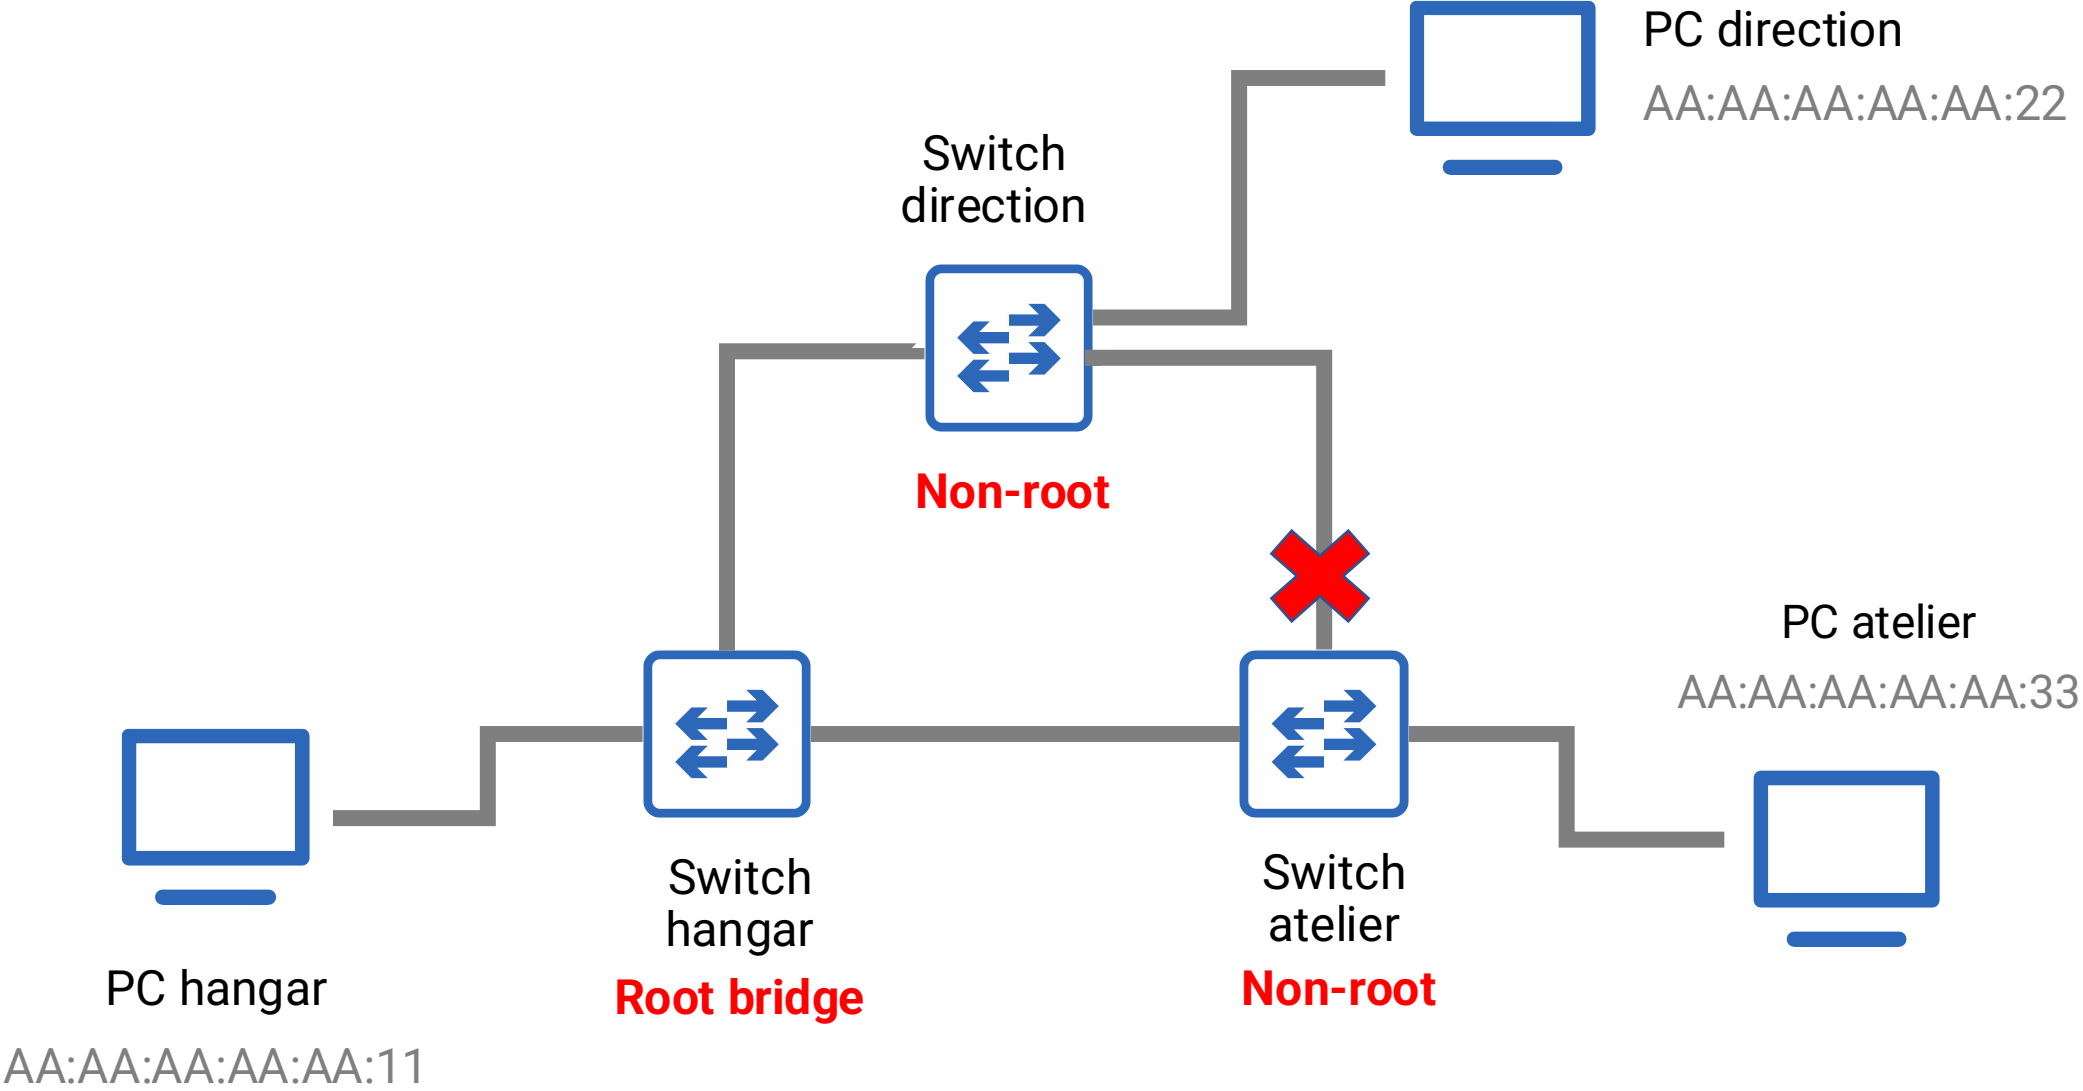 PC direction
AA:AA:AA:AA:AA:22
Switch
direction
Non-root
PC atelier
AA:AA:AA:AA:AA:33
Switch
hangar
Root bridge
Switch
atelier
Non-root
PC hangar
AA:AA:AA:AA:AA:11